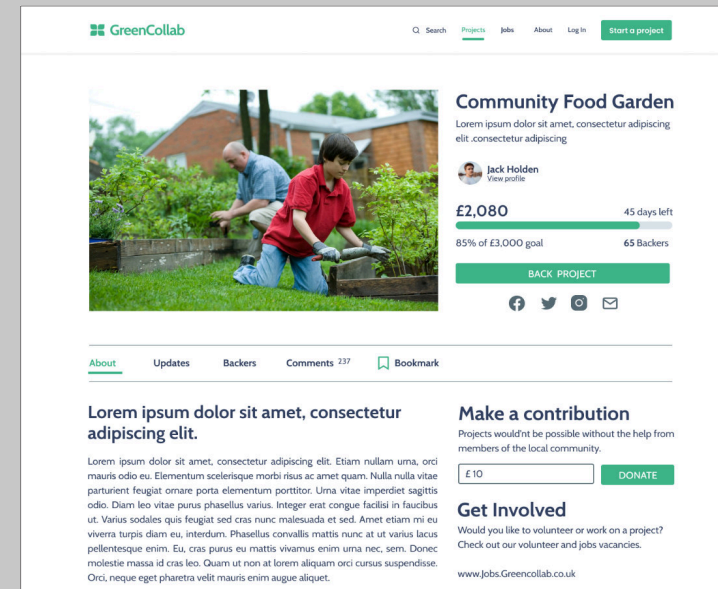 GreenCollab
Search Projects Jobs About Log In Start a project
Community Food Garden
Lorem ipsum dolor sit amet, consectetur adipiscing
elit .consectetur adipiscing
Jack Holden
View profile
£2,080 45 days left
85% of £3,000 goal 65 Backers
BACK PROJECT
About Updates Backers Comments 237 Bookmark
Lorem ipsum dolor sit amet, consectetur
adipiscing elit.
Lorem ipsum dolor sit amet, consectetur adipiscing elit. Etiam nullam urna, orci
mauris odio eu. Elementum scelerisque morbi risus ac amet quam. Nulla nulla vitae
parturient feugiat ornare porta elementum porttitor. Urna vitae imperdiet sagittis
odio. Diam leo vitae purus phasellus varius. Integer erat congue facilisi in faucibus
ut. Varius sodales quis feugiat sed cras nunc malesuada et sed. Amet etiam mi eu
viverra turpis diam eu, interdum. Phasellus convallis mattis nunc at ut varius lacus
pellentesque enim. Eu, cras purus eu mattis vivamus enim urna nec, sem. Donec
molestie massa id cras leo. Quam ut non at lorem aliquam orci cursus suspendisse.
Orci, neque eget pharetra velit mauris enim augue aliquet.
Make a contribution
Projects would'nt be possible without the help from
members of the local community.
£ 10 DONATE
Get Involved
Would you like to volunteer or work on a project?
Check out our volunteer and jobs vacancies.
www.Jobs.Greencollab.co.uk